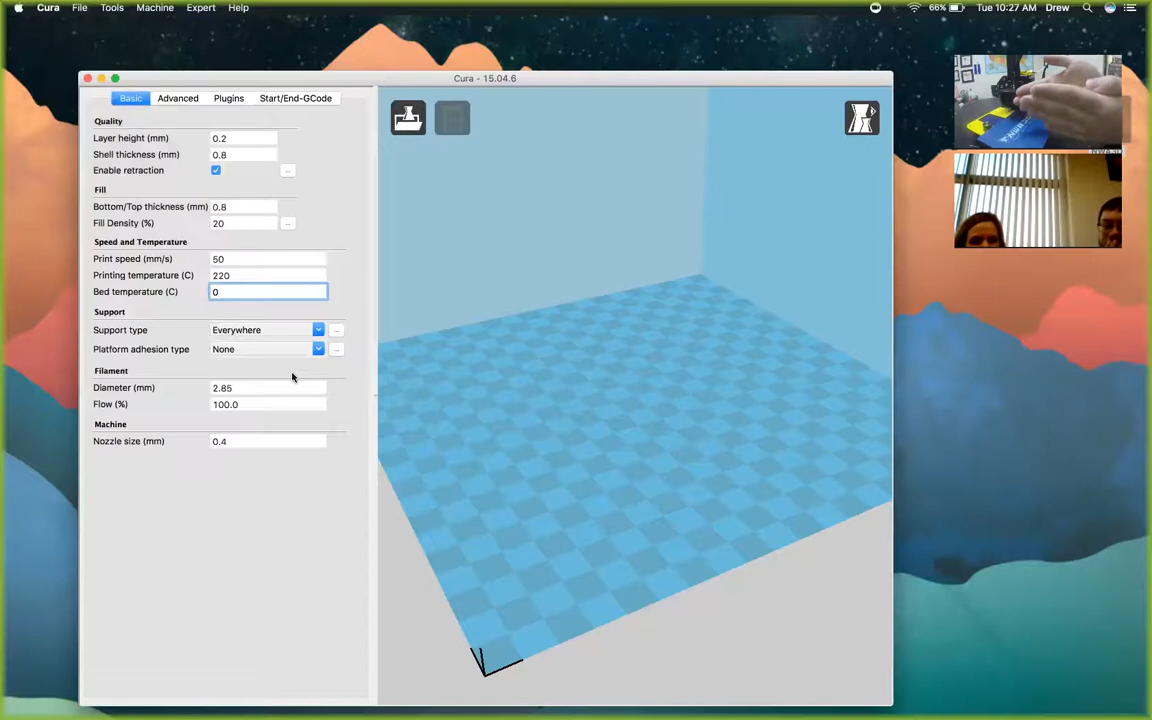 Cura File Tools Machine Expert Help 66% Tue 10:27 AM Drew
Cura - 15.04.6
Basic Advanced Plugins Start/End-GCode
Quality
Layer height (mm) 0.2
Shell thickness (mm) 0.8
Enable retraction ...
Fill
Bottom/Top thickness (mm) 0.8
Fill Density (%) 20 ...
Speed and Temperature
Print speed (mm/s) 50
Printing temperature (C) 220
Bed temperature (C) 0
Support
Support type Everywhere ...
Platform adhesion type None ...
Filament
Diameter (mm) 2.85
Flow (%) 100.0
Machine
Nozzle size (mm) 0.4